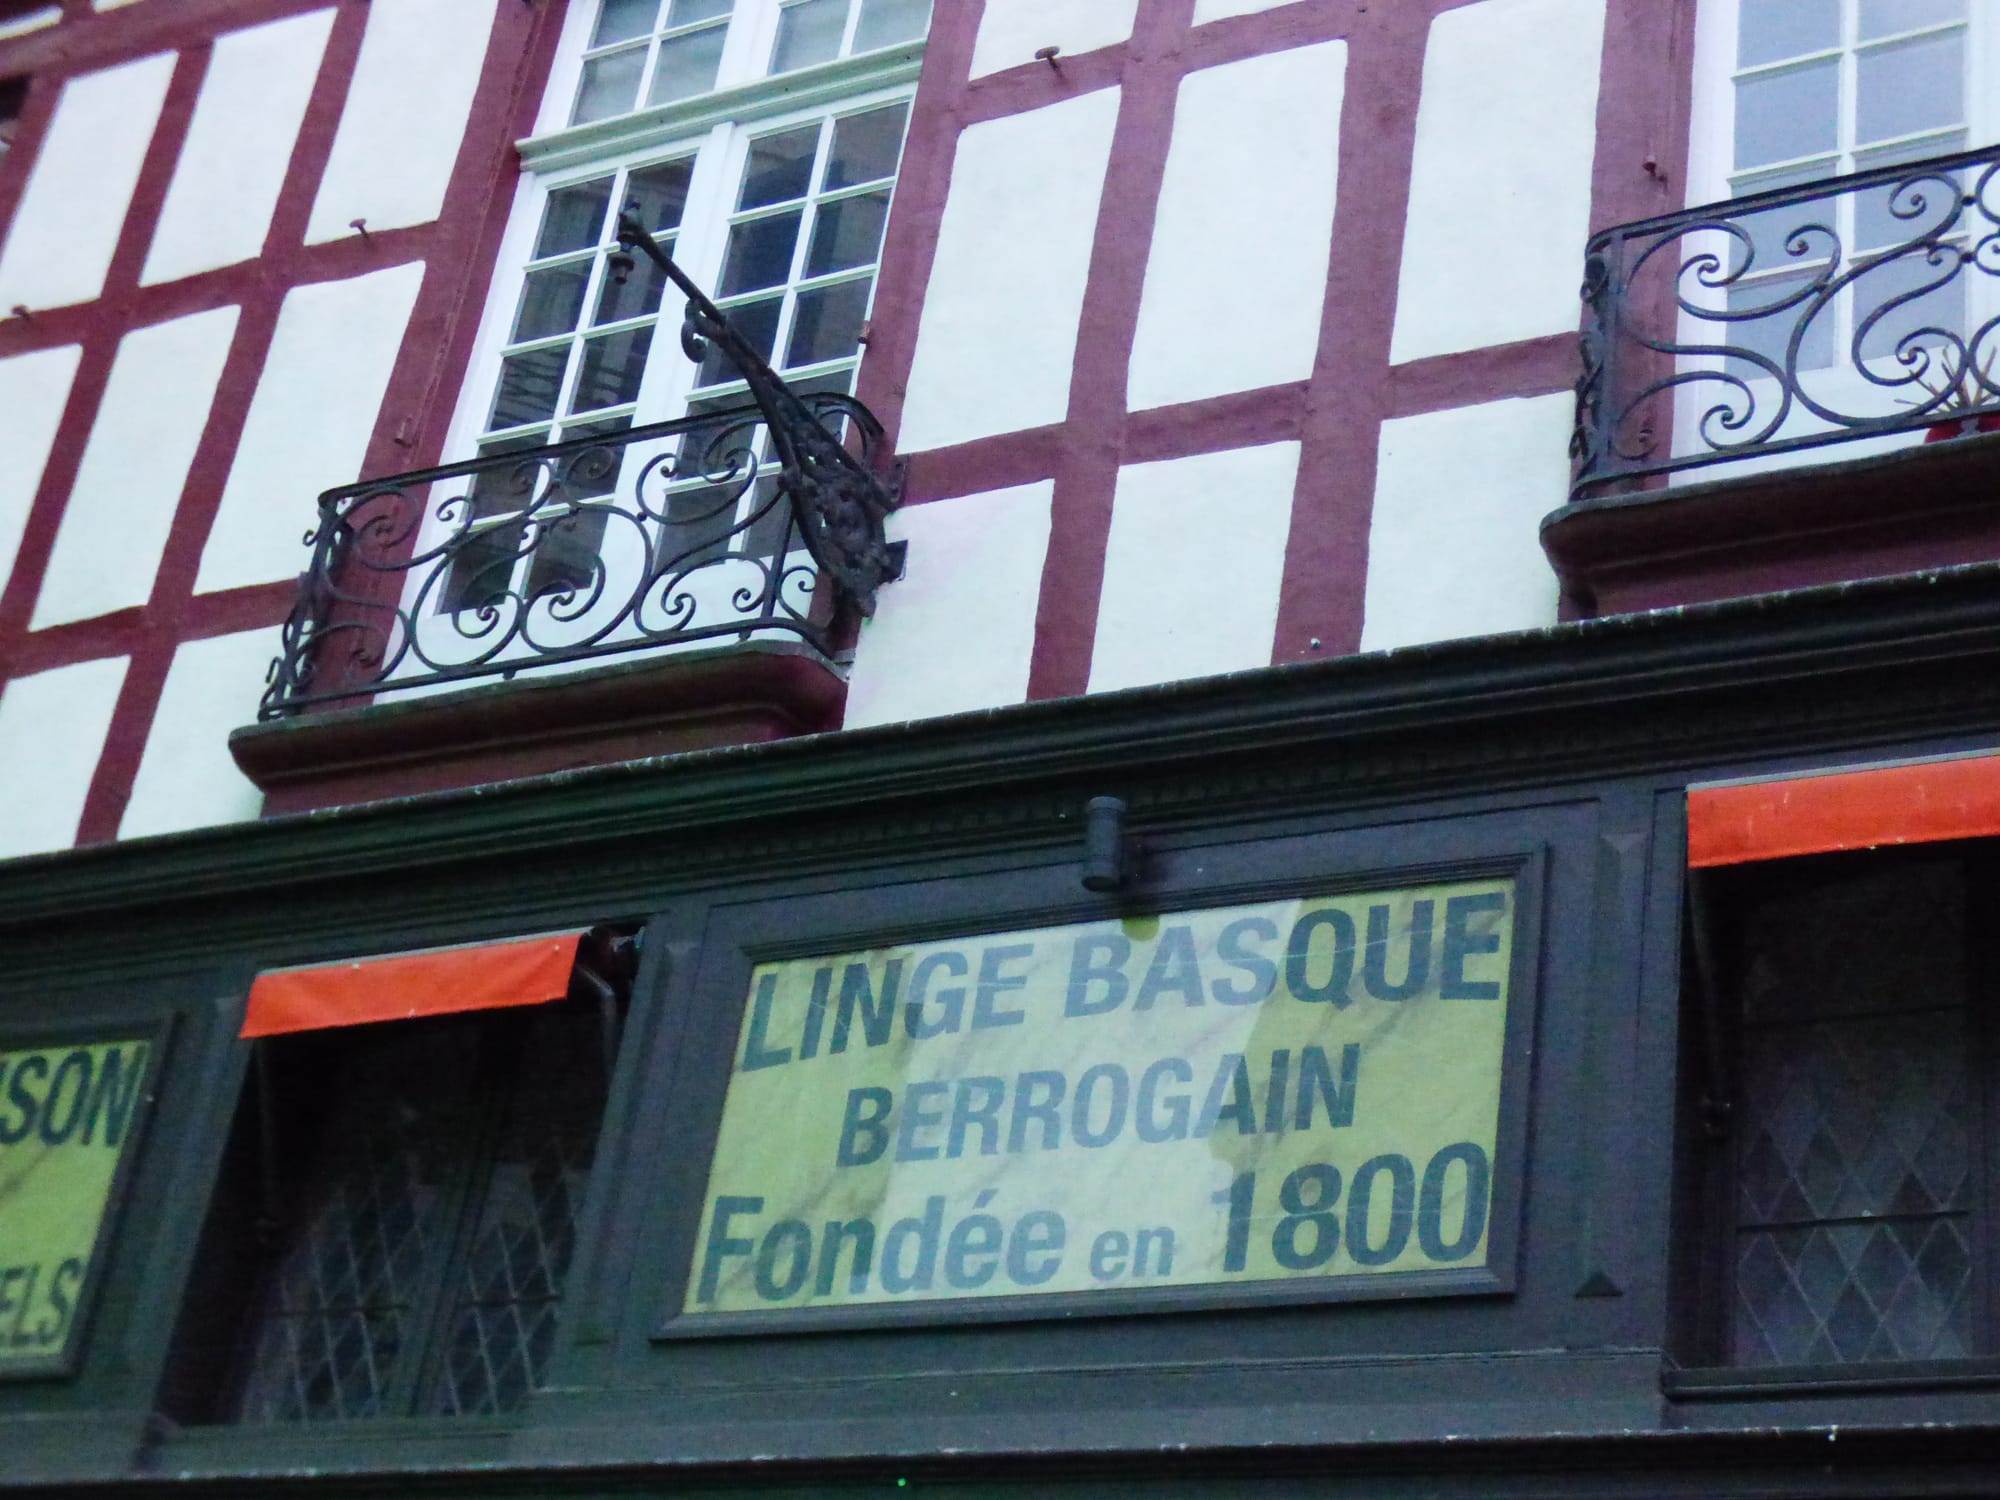 LINGE BASQUE
BERROGAIN
Fondée en 1800